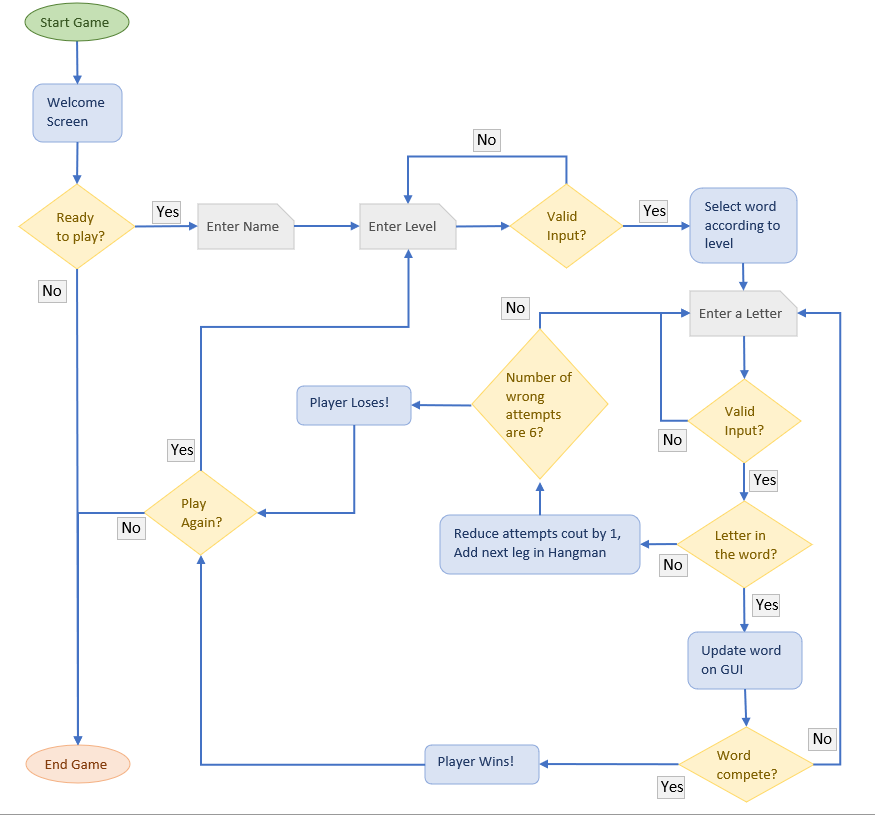 Start Game
Welcome
Screen
Ready
to play?
Yes
No
Enter Name
Enter Level
No
Valid
Input?
Yes
Select word
according to
level
Enter a Letter
Valid
Input?
No
Yes
Letter in
the word?
No
Yes
Reduce attempts cout by 1,
Add next leg in Hangman
Number of
wrong
attempts
are 6?
No
Player Loses!
Play
Again?
Yes
No
Update word
on GUI
Word
compete?
No
Yes
Player Wins!
End Game